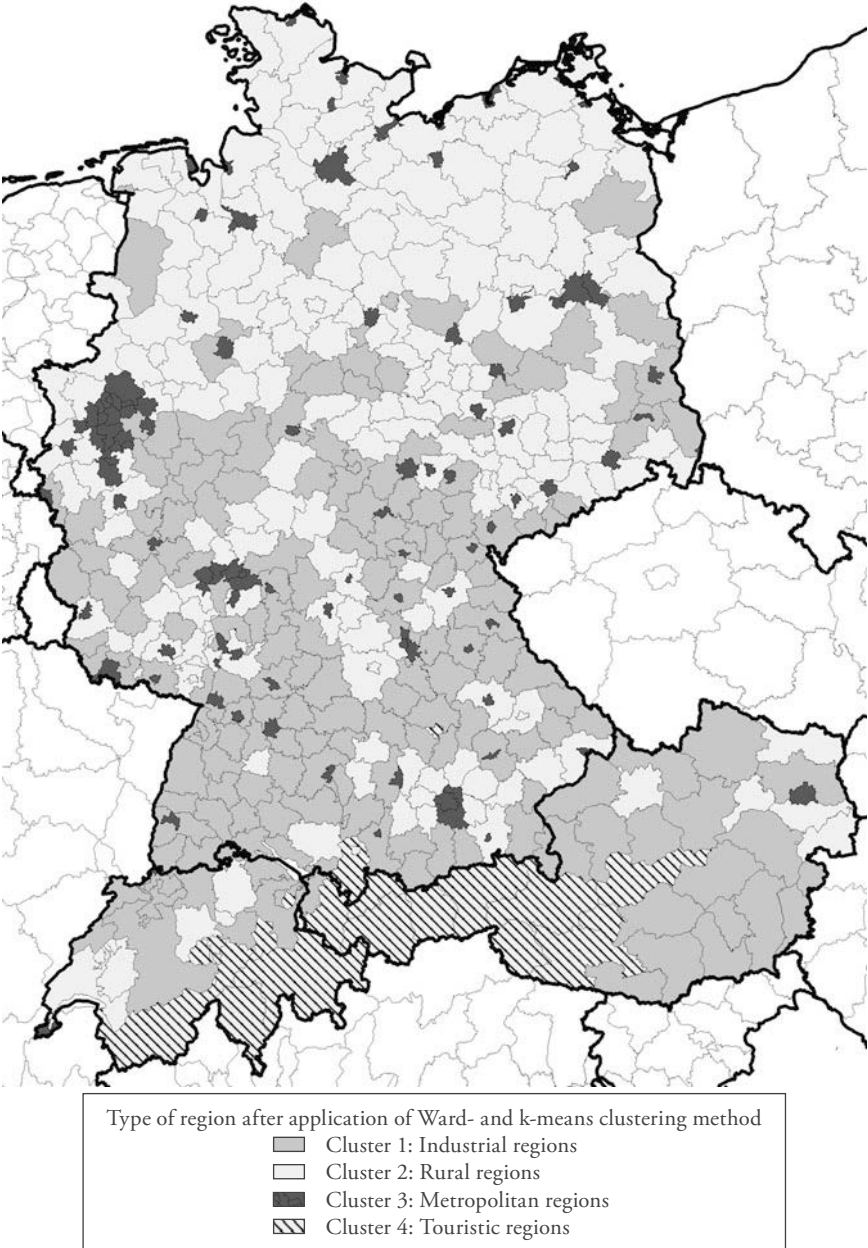 Type of region after application of Ward- and k-means clustering method
Cluster 1: Industrial regions
Cluster 2: Rural regions
Cluster 3: Metropolitan regions
Cluster 4: Touristic regions